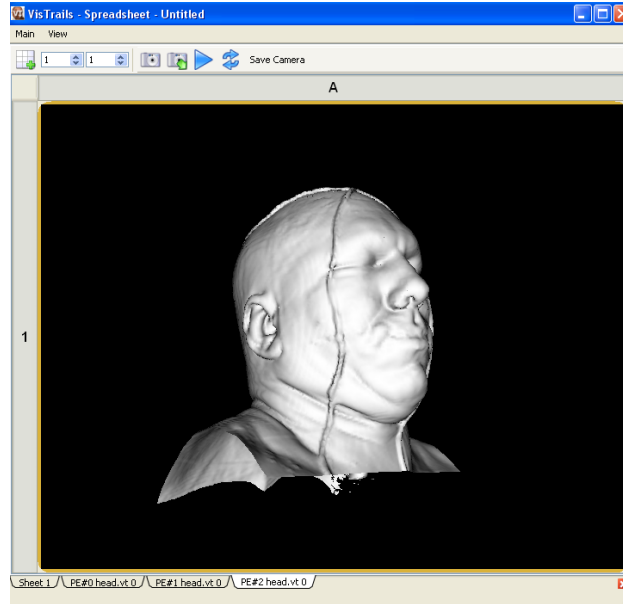 VisTrails - Spreadsheet - Untitled
Main View
1 1 Save Camera
A
1
Sheet 1 PE#0 head.vt 0 PE#1 head.vt 0 PE#2 head.vt 0